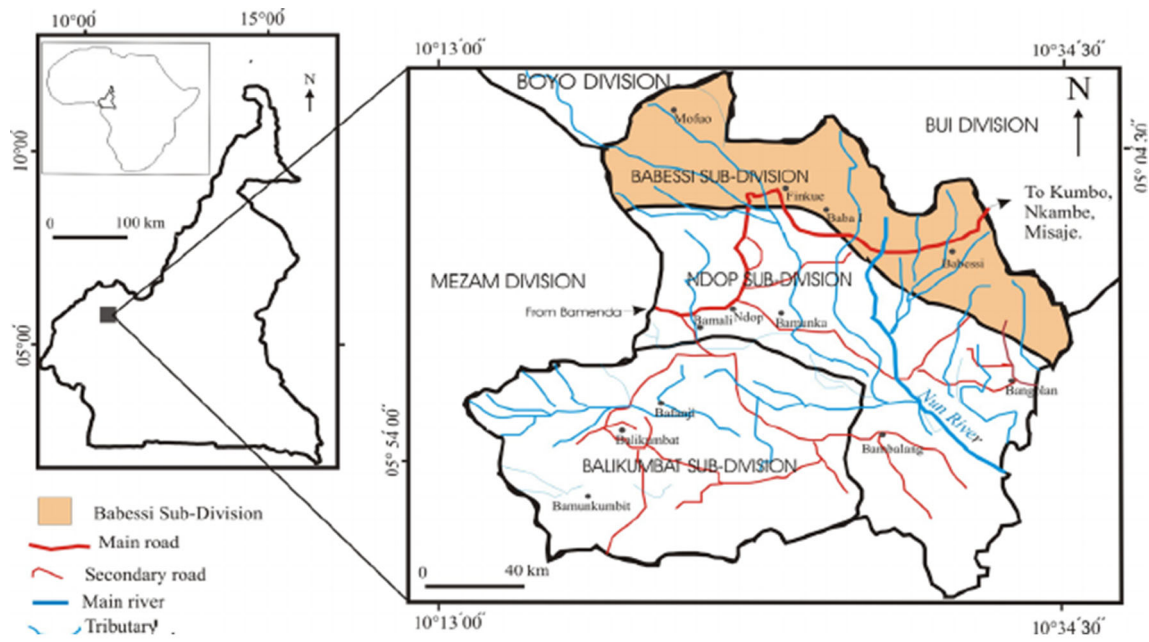 10°00′
15°00′
N
10°00′
05°00′
0 100 km
Babessi Sub-Division
Main road
Secondary road
Main river
Tributary
10°13′00″
10°34′30″
N
05°04′30″
05°54′00″
BOYO DIVISION
BUI DIVISION
Mofuo
BABESSI SUB-DIVISION
Finkue
Baba I
To Kumbo,
Nkambe,
Misaje.
Babessi
MEZAM DIVISION
NDOP SUB-DIVISION
From Bamenda
Bamali
Ndop
Bamunka
Bangolan
Nun River
Bafanji
Balikumbat
Bambalang
BALIKUMBAT SUB-DIVISION
Bamunkumbit
0 40 km
10°13′00″
10°34′30″